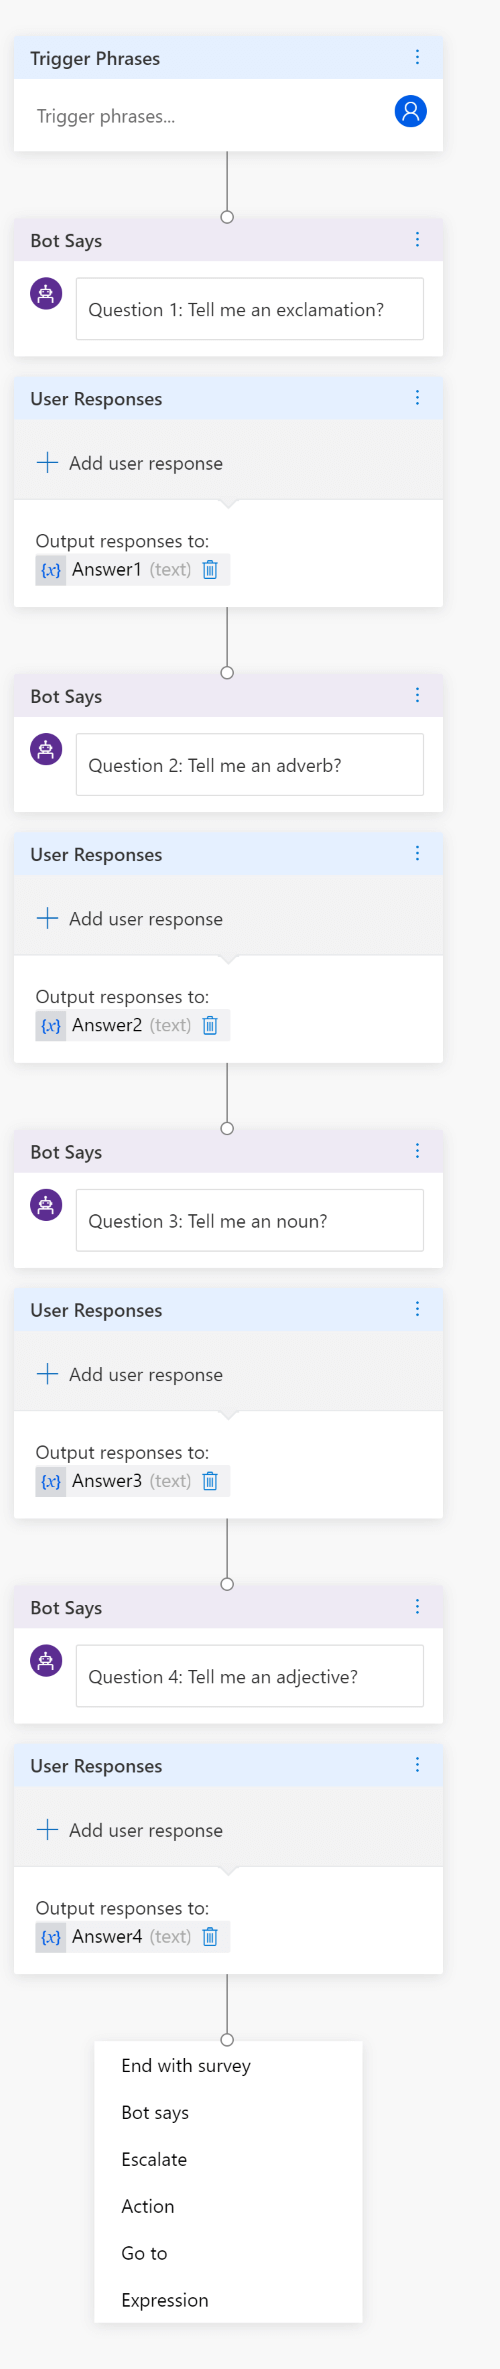 Trigger Phrases
Trigger phrases...
Bot Says
Question 1: Tell me an exclamation?
User Responses
Add user response
Output responses to:
{x} Answer1 (text)
Bot Says
Question 2: Tell me an adverb?
User Responses
Add user response
Output responses to:
{x} Answer2 (text)
Bot Says
Question 3: Tell me an noun?
User Responses
Add user response
Output responses to:
{x} Answer3 (text)
Bot Says
Question 4: Tell me an adjective?
User Responses
Add user response
Output responses to:
{x} Answer4 (text)
End with survey
Bot says
Escalate
Action
Go to
Expression